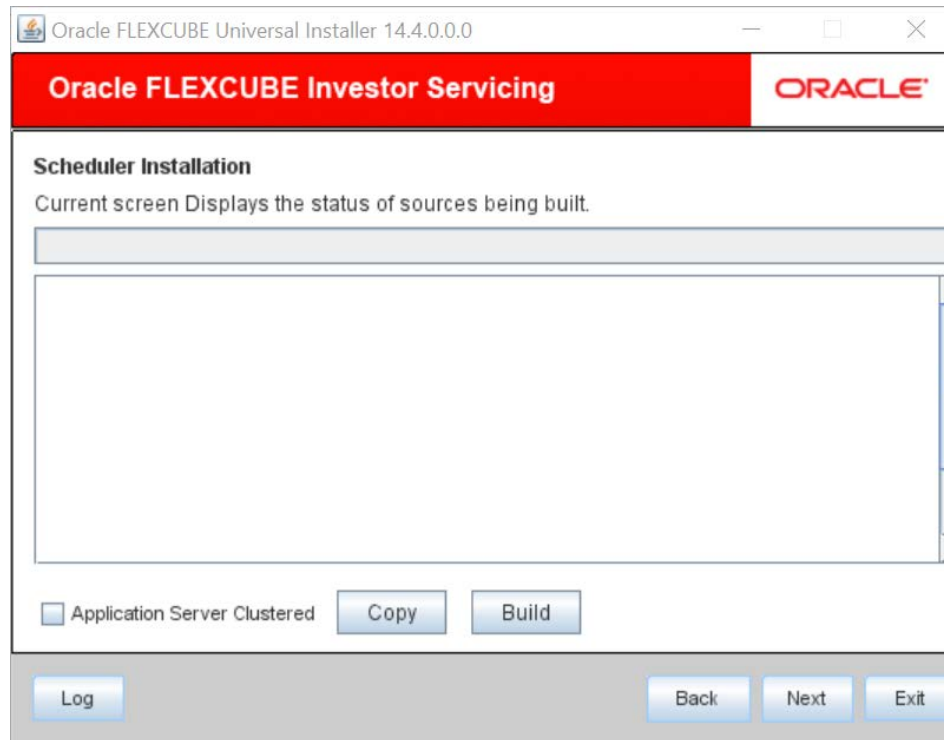 Oracle FLEXCUBE Universal Installer 14.4.0.0.0
Oracle FLEXCUBE Investor Servicing
ORACLE
Scheduler Installation
Current screen Displays the status of sources being built.
Application Server Clustered Copy Build
Log Back Next Exit